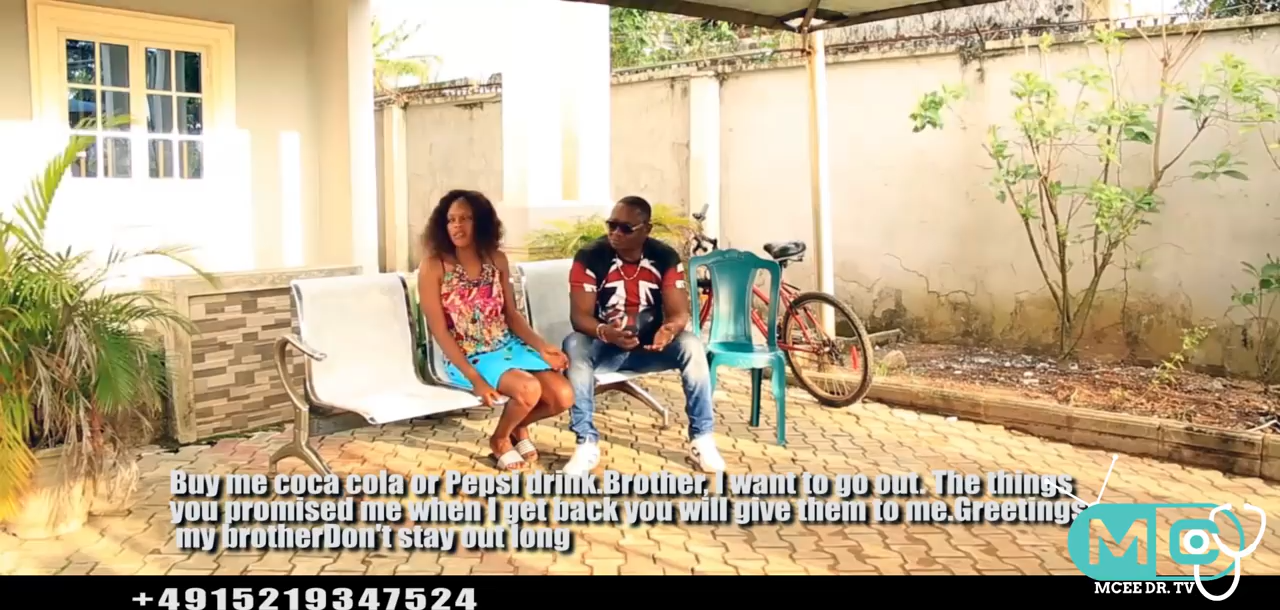 Buy me coca cola or Pepsi drink.Brother, I want to go out. The things
you promised me when I get back you will give them to me.Greetings
my brotherDon't stay out long
MC
MCEE DR. TV
+4915219347524